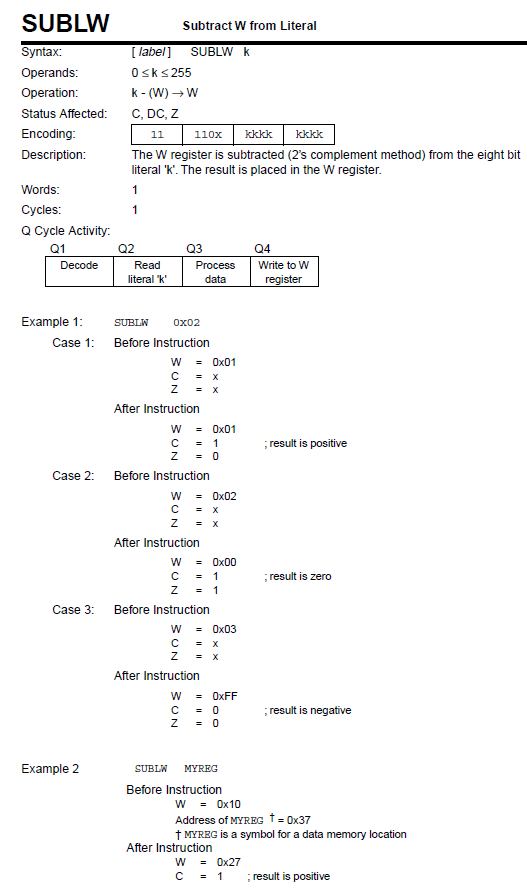 SUBLW Subtract W from Literal
Syntax: [ label ] SUBLW k
Operands: 0 ≤ k ≤ 255
Operation: k - (W) → W
Status Affected: C, DC, Z
Encoding: 11 110x kkkk kkkk
Description: The W register is subtracted (2's complement method) from the eight bit
literal 'k'. The result is placed in the W register.
Words: 1
Cycles: 1
Q Cycle Activity:
Q1 Q2 Q3 Q4
Decode Read Process Write to W
literal 'k' data register
Example 1: SUBLW 0x02
Case 1: Before Instruction
W = 0x01
C = x
Z = x
After Instruction
W = 0x01
C = 1 ; result is positive
Z = 0
Case 2: Before Instruction
W = 0x02
C = x
Z = x
After Instruction
W = 0x00
C = 1 ; result is zero
Z = 1
Case 3: Before Instruction
W = 0x03
C = x
Z = x
After Instruction
W = 0xFF
C = 0 ; result is negative
Z = 0
Example 2 SUBLW MYREG
Before Instruction
W = 0x10
Address of MYREG † = 0x37
† MYREG is a symbol for a data memory location
After Instruction
W = 0x27
C = 1 ; result is positive